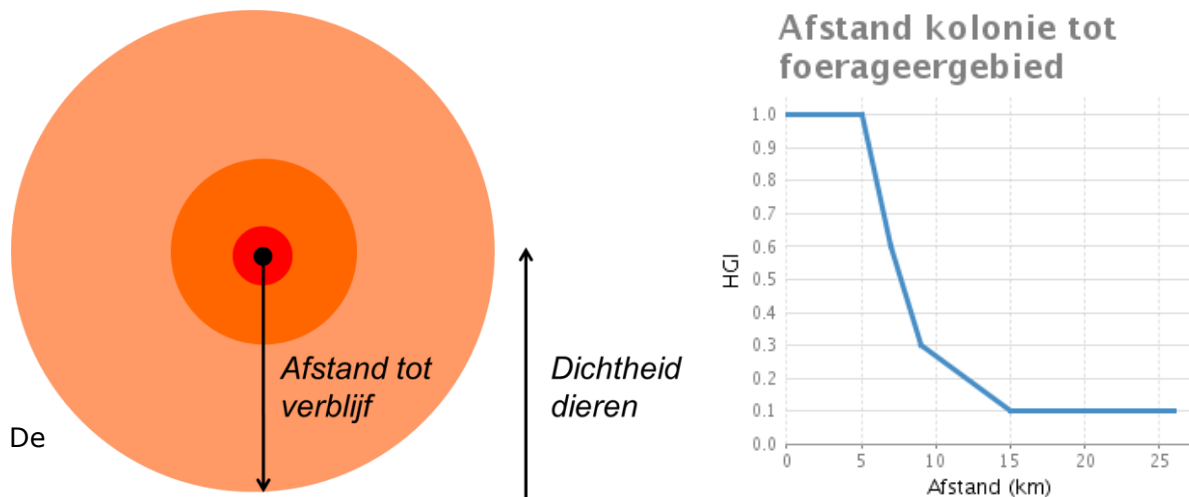 Afstand tot
verblijf
De
Dichtheid
dieren
Afstand kolonie tot
foerageergebied
1.0
0.9
0.8
0.7
0.6
0.5
0.4
0.3
0.2
0.1
0.0
HGI
0 5 10 15 20 25
Afstand (km)